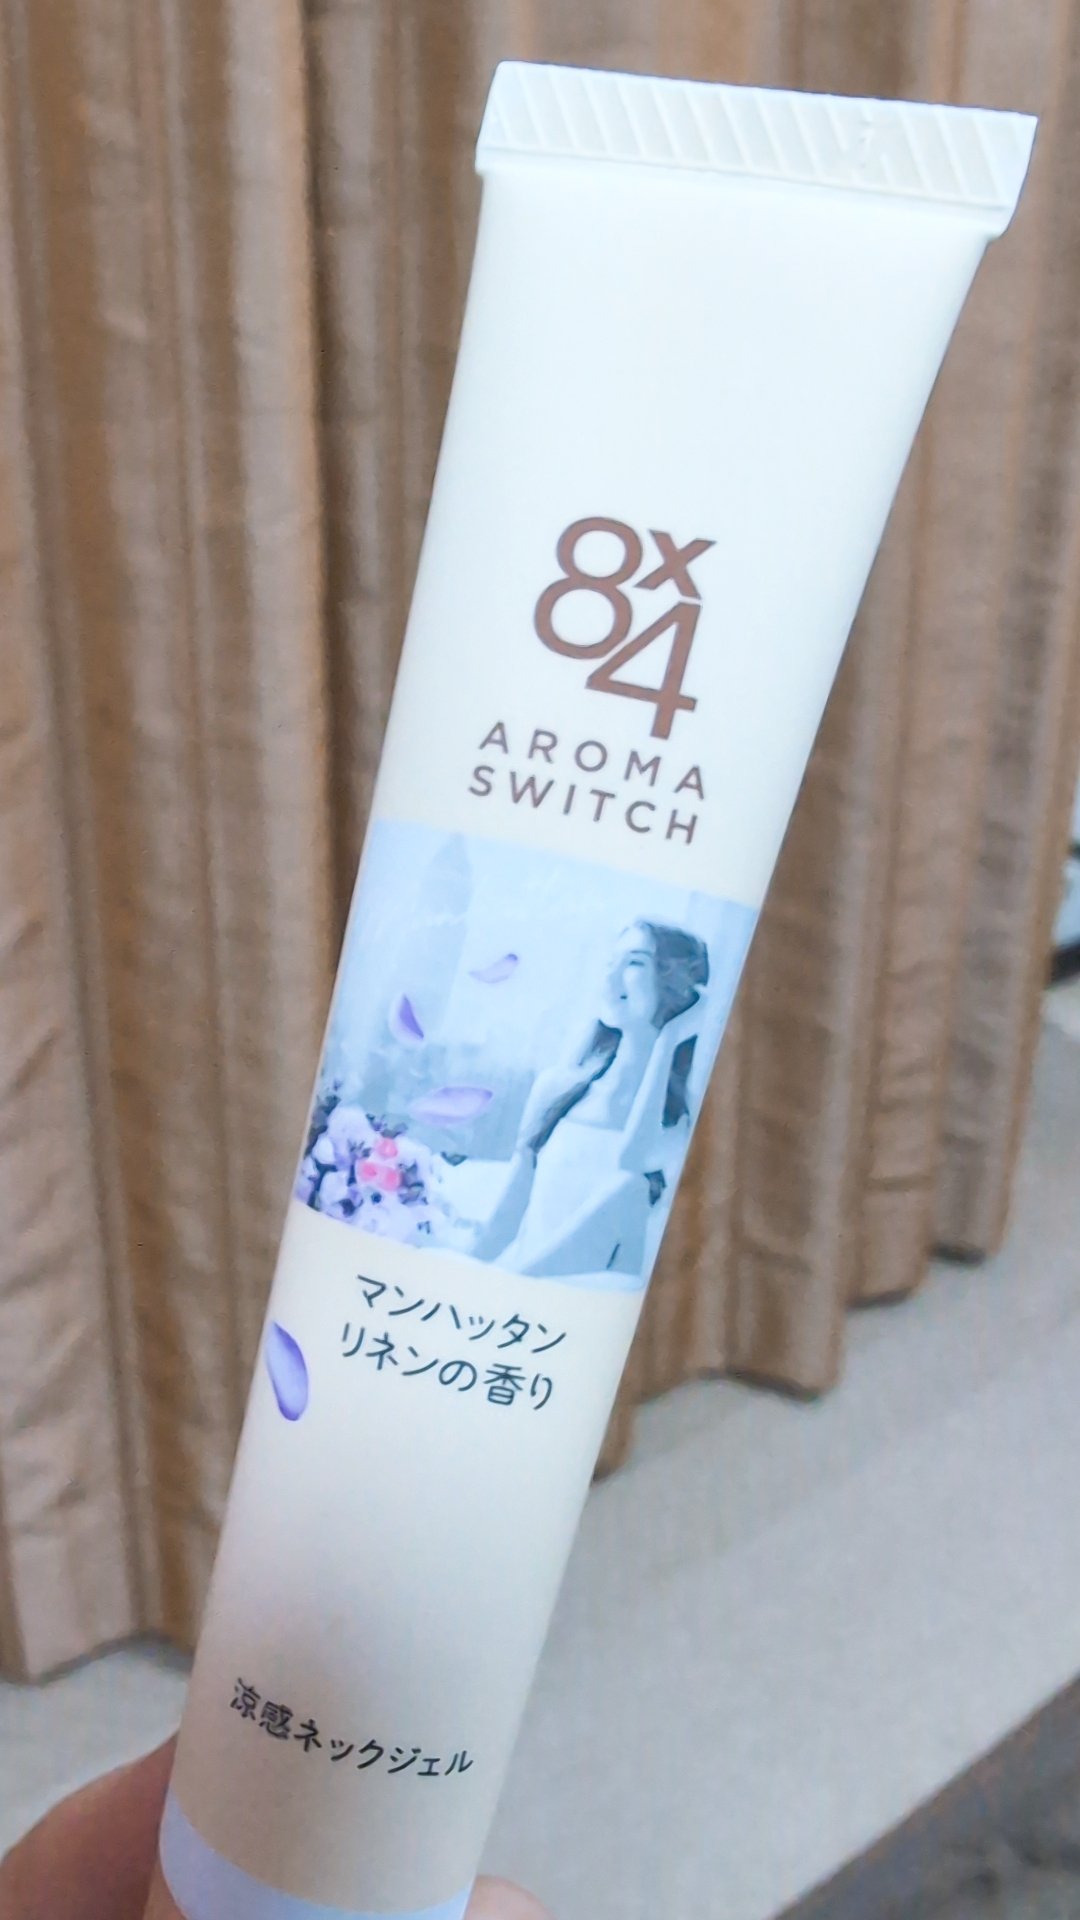 8x4
AROMA
SWITCH
マンハッタン
リネンの香り
涼感ネックジェル